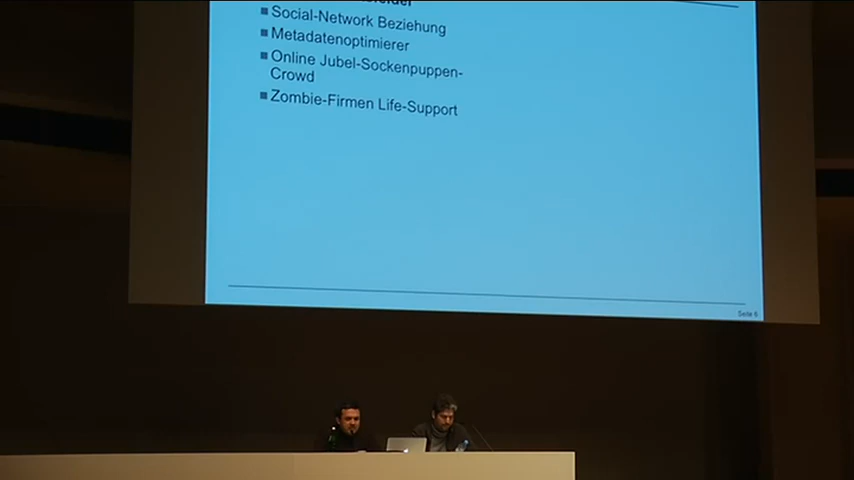 Social-Network Beziehung
Metadatenoptimierer
Online Jubel-Sockenpuppen-
Crowd
Zombie-Firmen Life-Support
Seite 6